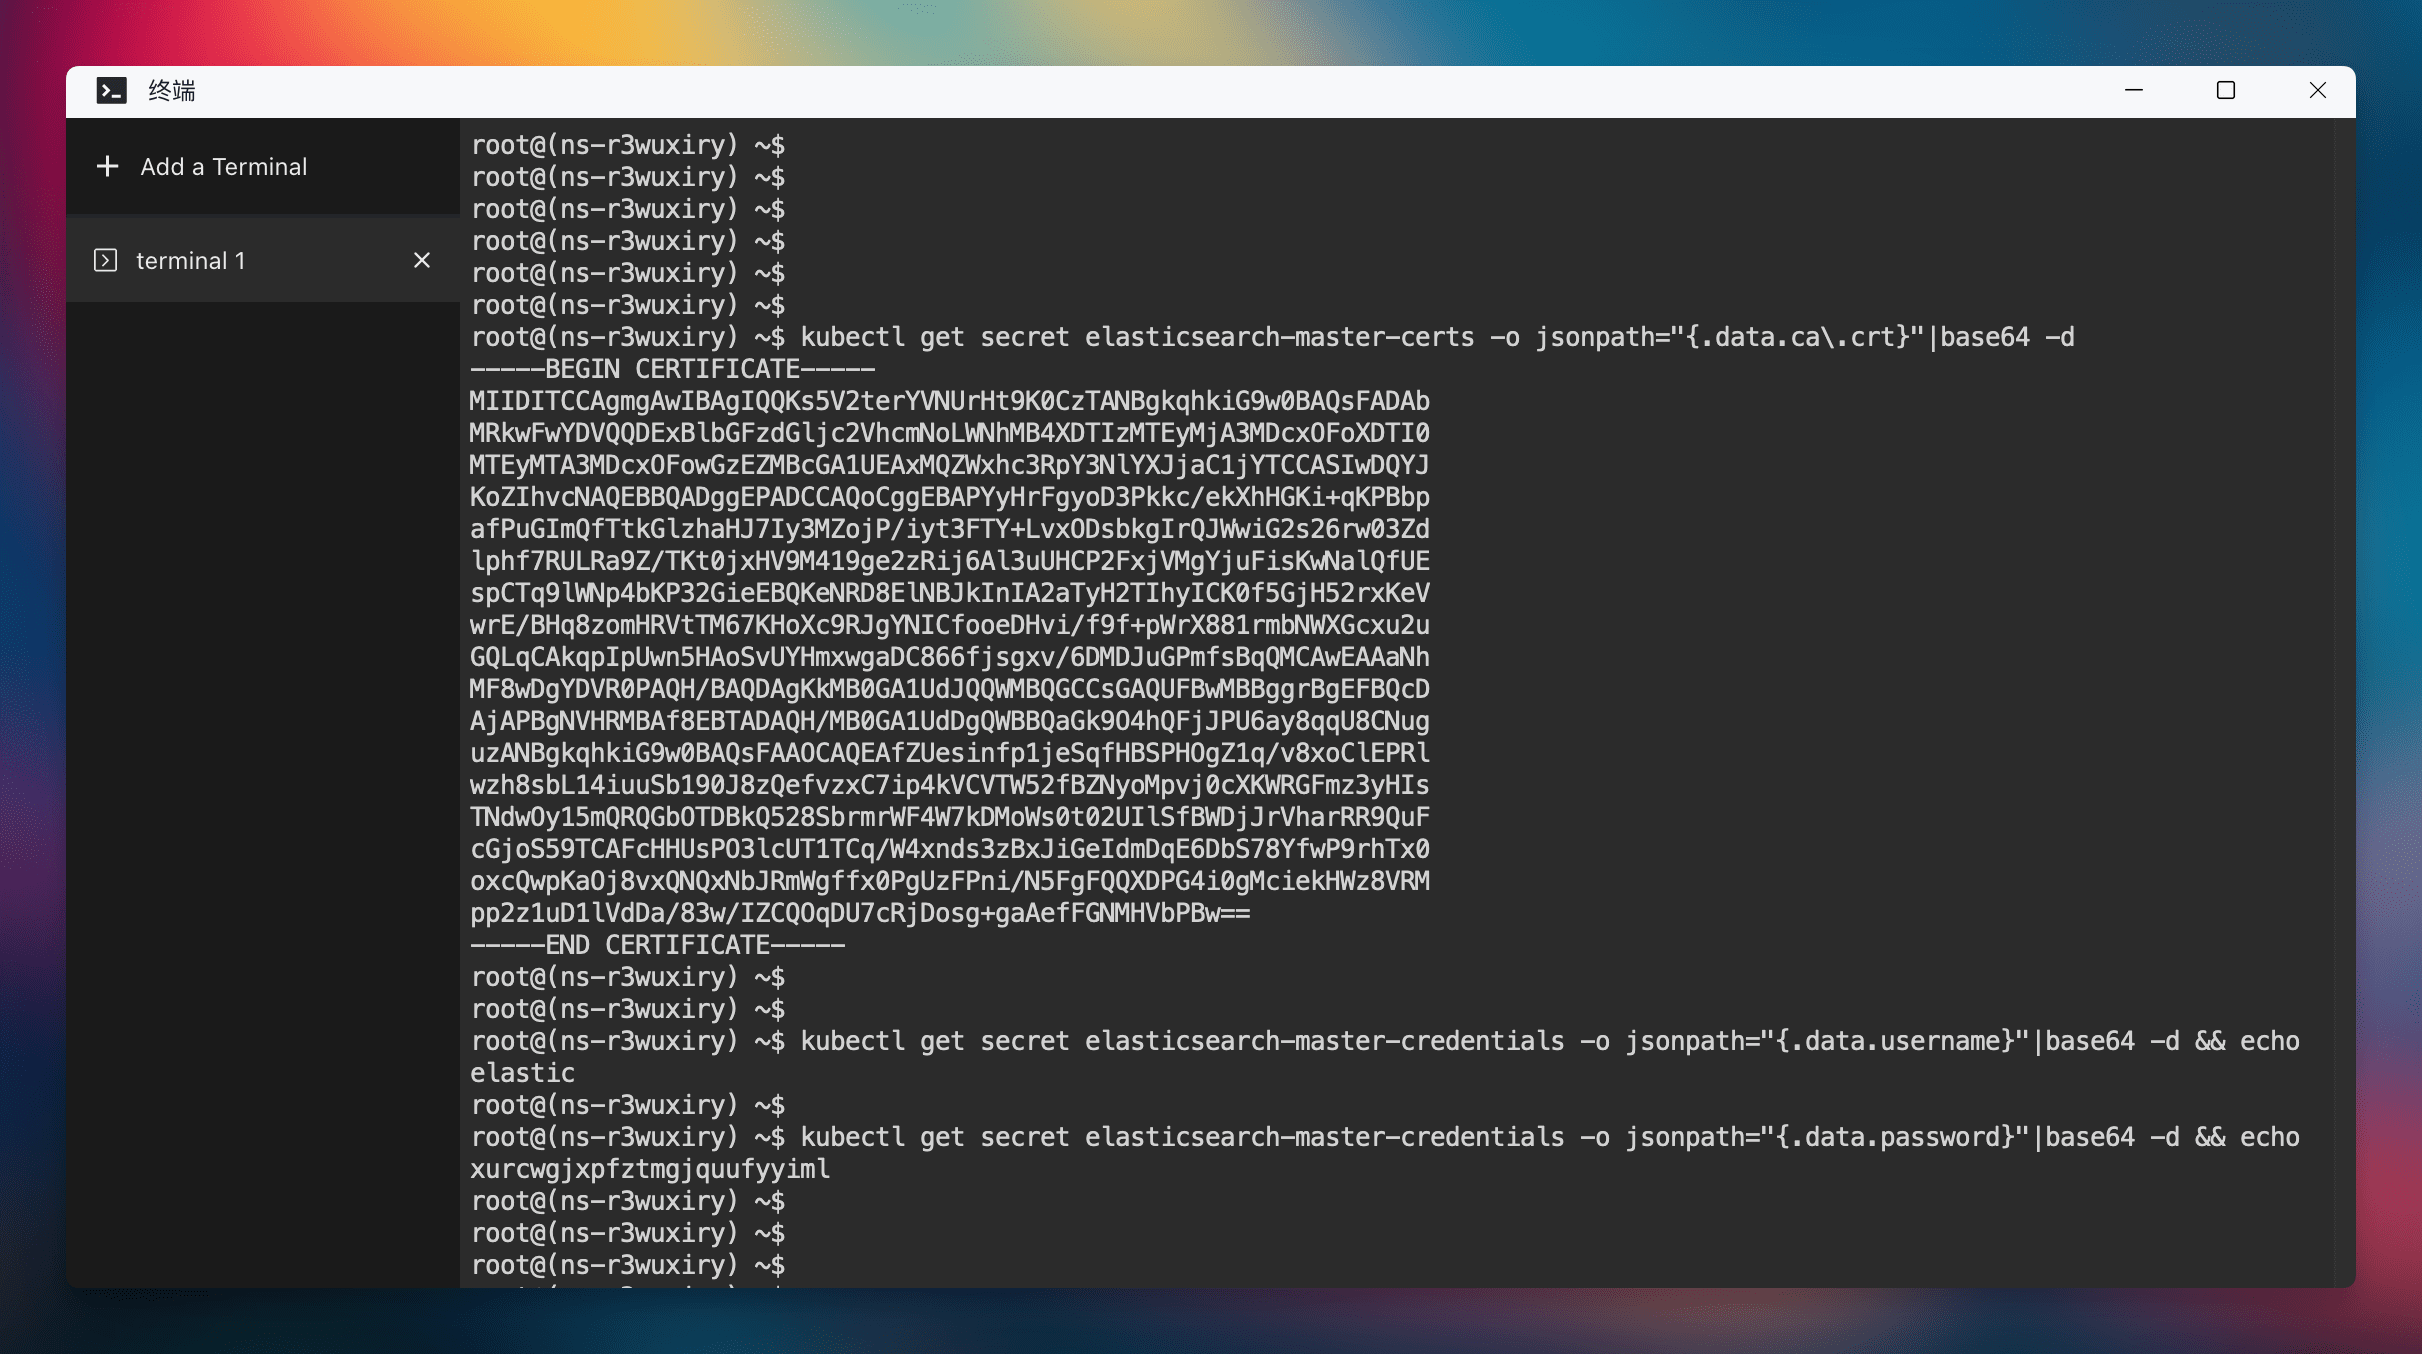 终端
Add a Terminal
terminal 1
root@(ns-r3wuxiry) ~$
root@(ns-r3wuxiry) ~$
root@(ns-r3wuxiry) ~$
root@(ns-r3wuxiry) ~$
root@(ns-r3wuxiry) ~$
root@(ns-r3wuxiry) ~$
root@(ns-r3wuxiry) ~$ kubectl get secret elasticsearch-master-certs -o jsonpath="{.data.ca\.crt}"|base64 -d
-----BEGIN CERTIFICATE-----
MIIDITCCAgmgAwIBAgIQQKs5V2terYVNUrHt9K0CzTANBgkqhkiG9w0BAQsFADAb
MRkwFwYDVQQDExBlbGFzdGljc2VhcmNoLWNhMB4XDTIzMTEyMjA3MDcxOFoXDTI0
MTEyMTA3MDcxOFowGzEZMBcGA1UEAxMQZWxhc3RpY3NlYXJjaC1jYTCCASIwDQYJ
KoZIhvcNAQEBBQADggEPADCCAQoCggEBAPYyHrFgyoD3Pkkc/ekXhHGKi+qKPBbp
afPuGImQfTtkGlzhaHJ7Iy3MZojP/iyt3FTY+LvxODsbkgIrQJWwiG2s26rw03Zd
lphf7RULRa9Z/TKt0jxHV9M419ge2zRij6Al3uUHCP2FxjVMgYjuFisKwNalQfUE
spCTq9lWNp4bKP32GieEBQKeNRD8ElNBJkInIA2aTyH2TIhyICK0f5GjH52rxKeV
wrE/BHq8zomHRVtTM67KHoXc9RJgYNICfooeDHvi/f9f+pWrX881rmbNWXGcxu2u
GQLqCAkqpIpUwn5HAoSvUYHmxwgaDC866fjsgxv/6DMDJuGPmfsBqQMCAwEAAaNh
MF8wDgYDVR0PAQH/BAQDAgKkMB0GA1UdJQQWMBQGCCsGAQUFBwMBBggrBgEFBQcD
AjAPBgNVHRMBAf8EBTADAQH/MB0GA1UdDgQWBBQaGk9O4hQFjJPU6ay8qqU8CNug
uzANBgkqhkiG9w0BAQsFAAOCAQEAfZUesinfp1jeSqfHBSPHOgZ1q/v8xoClEPRl
wzh8sbL14iuuSb190J8zQefvzxC7ip4kVCVTW52fBZNyoMpvj0cXKWRGFmz3yHIs
TNdwOy15mQRQGbOTDBkQ528SbrmrWF4W7kDMoWs0t02UIlSfBWDjJrVharRR9QuF
cGjoS59TCAFcHHUsPO3lcUT1TCq/W4xnds3zBxJiGeIdmDqE6DbS78YfwP9rhTx0
oxcQwpKaOj8vxQNQxNbJRmWgffx0PgUzFPni/N5FgFQQXDPG4i0gMciekHWz8VRM
pp2z1uD1lVdDa/83w/IZCQOqDU7cRjDosg+gaAefFGNMHVbPBw==
-----END CERTIFICATE-----
root@(ns-r3wuxiry) ~$
root@(ns-r3wuxiry) ~$
root@(ns-r3wuxiry) ~$ kubectl get secret elasticsearch-master-credentials -o jsonpath="{.data.username}"|base64 -d && echo
elastic
root@(ns-r3wuxiry) ~$
root@(ns-r3wuxiry) ~$ kubectl get secret elasticsearch-master-credentials -o jsonpath="{.data.password}"|base64 -d && echo
xurcwgjxpfztmgjquufyyiml
root@(ns-r3wuxiry) ~$
root@(ns-r3wuxiry) ~$
root@(ns-r3wuxiry) ~$